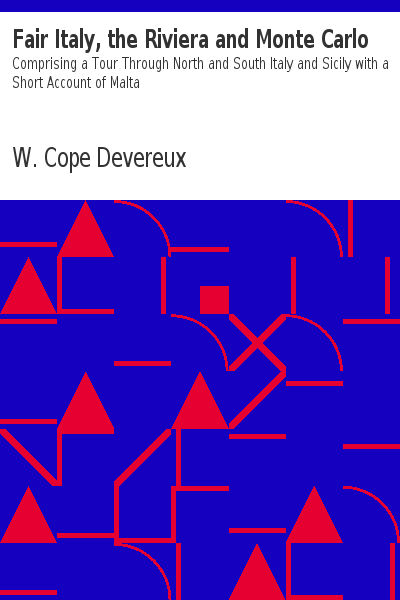 Fair Italy, the Riviera and Monte Carlo
Comprising a Tour Through North and South Italy and Sicily with a
Short Account of Malta
W. Cope Devereux